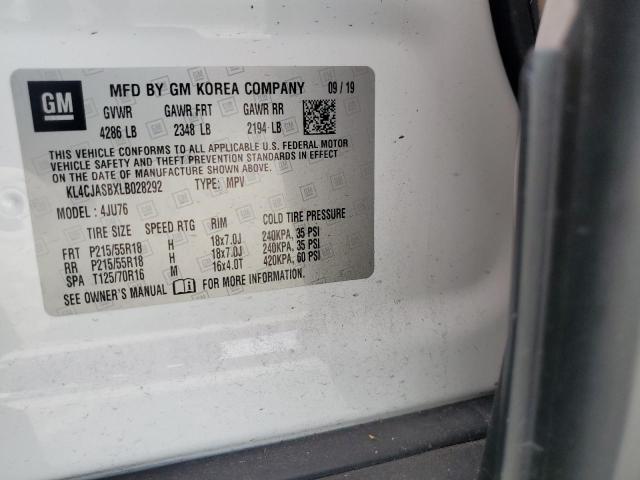 GM
MFD BY GM KOREA COMPANY 09 / 19
GVWR GAWR FRT GAWR RR
4286 LB 2348 LB 2194 LB
THIS VEHICLE CONFORMS TO ALL APPLICABLE U.S. FEDERAL MOTOR
VEHICLE SAFETY AND THEFT PREVENTION STANDARDS IN EFFECT
ON THE DATE OF MANUFACTURE SHOWN ABOVE.
KL4CJASBXLB028292 TYPE: MPV
MODEL: 4JU76
TIRE SIZE SPEED RTG RIM COLD TIRE PRESSURE
FRT P215/55R18 H 18x7.0J 240KPA, 35 PSI
RR P215/55R18 H 18x7.0J 240KPA, 35 PSI
SPA T125/70R16 M 16x4.0T 420KPA, 60 PSI
SEE OWNER'S MANUAL FOR MORE INFORMATION.